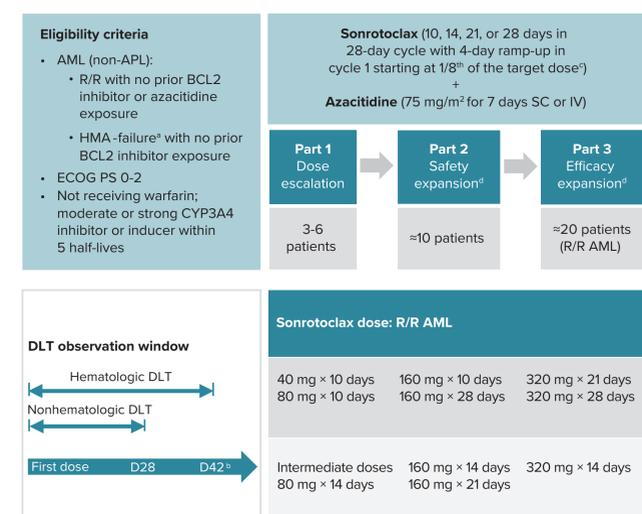 Eligibility criteria
• AML (non-APL):
• R/R with no prior BCL2
inhibitor or azacitidine
exposure
• HMA-failureᵃ with no prior
BCL2 inhibitor exposure
• ECOG PS 0-2
• Not receiving warfarin;
moderate or strong CYP3A4
inhibitor or inducer within
5 half-lives
Sonrotoclax (10, 14, 21, or 28 days in
28-day cycle with 4-day ramp-up in
cycle 1 starting at 1/8ᵗʰ of the target doseᶜ)
+
Azacitidine (75 mg/m² for 7 days SC or IV)
Part 1
Dose
escalation
Part 2
Safety
expansionᵈ
Part 3
Efficacy
expansionᵈ
3-6
patients
≈10 patients
≈20 patients
(R/R AML)
DLT observation window
Hematologic DLT
Nonhematologic DLT
First dose D28 D42ᵇ
Sonrotoclax dose: R/R AML
40 mg × 10 days 160 mg × 10 days 320 mg × 21 days
80 mg × 10 days 160 mg × 28 days 320 mg × 28 days
Intermediate doses 160 mg × 14 days 320 mg × 14 days
80 mg × 14 days 160 mg × 21 days